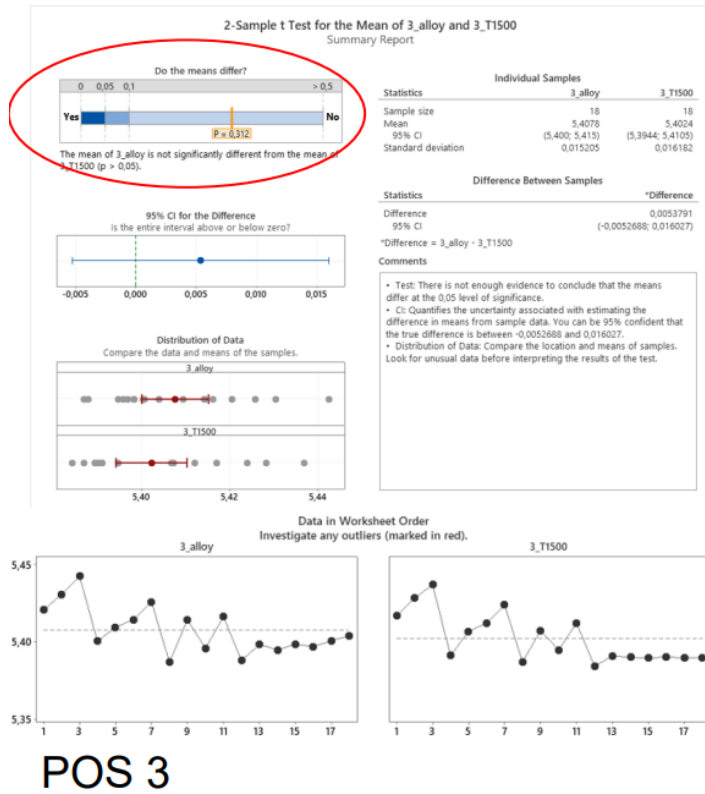 2-Sample t Test for the Mean of 3_alloy and 3_T1500
Summary Report
Do the means differ?
0 0,05 0,1 > 0,5
Yes No
P = 0,312
The mean of 3_alloy is not significantly different from the mean of
3_T1500 (p > 0,05).
95% CI for the Difference
Is the entire interval above or below zero?
-0,005 0,000 0,005 0,010 0,015
Distribution of Data
Compare the data and means of the samples.
3_alloy
3_T1500
5,40 5,42 5,44
Individual Samples
Statistics 3_alloy 3_T1500
Sample size 18 18
Mean 5,4078 5,4024
95% CI (5,400; 5,415) (5,3944; 5,4105)
Standard deviation 0,015205 0,016182
Difference Between Samples
Statistics *Difference
Difference 0,0053791
95% CI (-0,0052688; 0,016027)
*Difference = 3_alloy - 3_T1500
Comments
• Test: There is not enough evidence to conclude that the means
differ at the 0,05 level of significance.
• CI: Quantifies the uncertainty associated with estimating the
difference in means from sample data. You can be 95% confident that
the true difference is between -0,0052688 and 0,016027.
• Distribution of Data: Compare the location and means of samples.
Look for unusual data before interpreting the results of the test.
Data in Worksheet Order
Investigate any outliers (marked in red).
3_alloy 3_T1500
5,45
5,40
5,35
1 3 5 7 9 11 13 15 17 1 3 5 7 9 11 13 15 17
POS 3